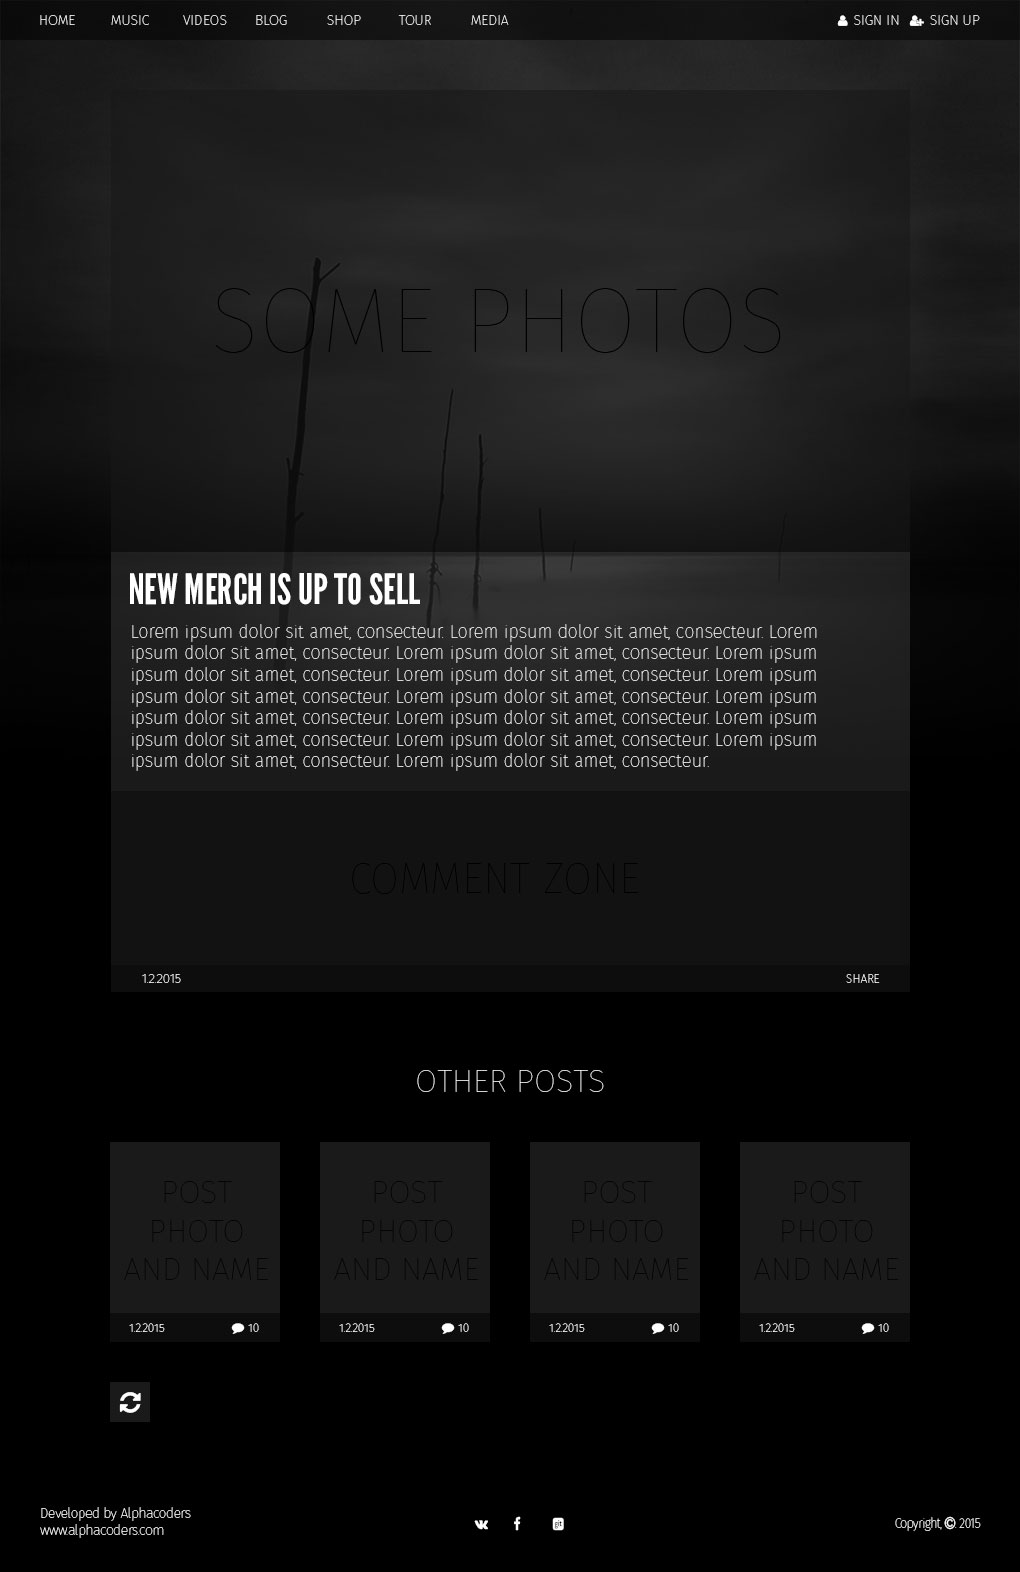 HOME MUSIC VIDEOS BLOG SHOP TOUR MEDIA SIGN IN SIGN UP
SOME PHOTOS
NEW MERCH IS UP TO SELL
Lorem ipsum dolor sit amet, consecteur. Lorem ipsum dolor sit amet, consecteur. Lorem
ipsum dolor sit amet, consecteur. Lorem ipsum dolor sit amet, consecteur. Lorem ipsum
ipsum dolor sit amet, consecteur. Lorem ipsum dolor sit amet, consecteur. Lorem ipsum
ipsum dolor sit amet, consecteur. Lorem ipsum dolor sit amet, consecteur. Lorem ipsum
ipsum dolor sit amet, consecteur. Lorem ipsum dolor sit amet, consecteur. Lorem ipsum
ipsum dolor sit amet, consecteur. Lorem ipsum dolor sit amet, consecteur. Lorem ipsum
ipsum dolor sit amet, consecteur. Lorem ipsum dolor sit amet, consecteur.
COMMENT ZONE
1.2.2015 SHARE
OTHER POSTS
POST
PHOTO
AND NAME
1.2.2015 10
POST
PHOTO
AND NAME
1.2.2015 10
POST
PHOTO
AND NAME
1.2.2015 10
POST
PHOTO
AND NAME
1.2.2015 10
Developed by Alphacoders
www.alphacoders.com
git
Copyright, © 2015